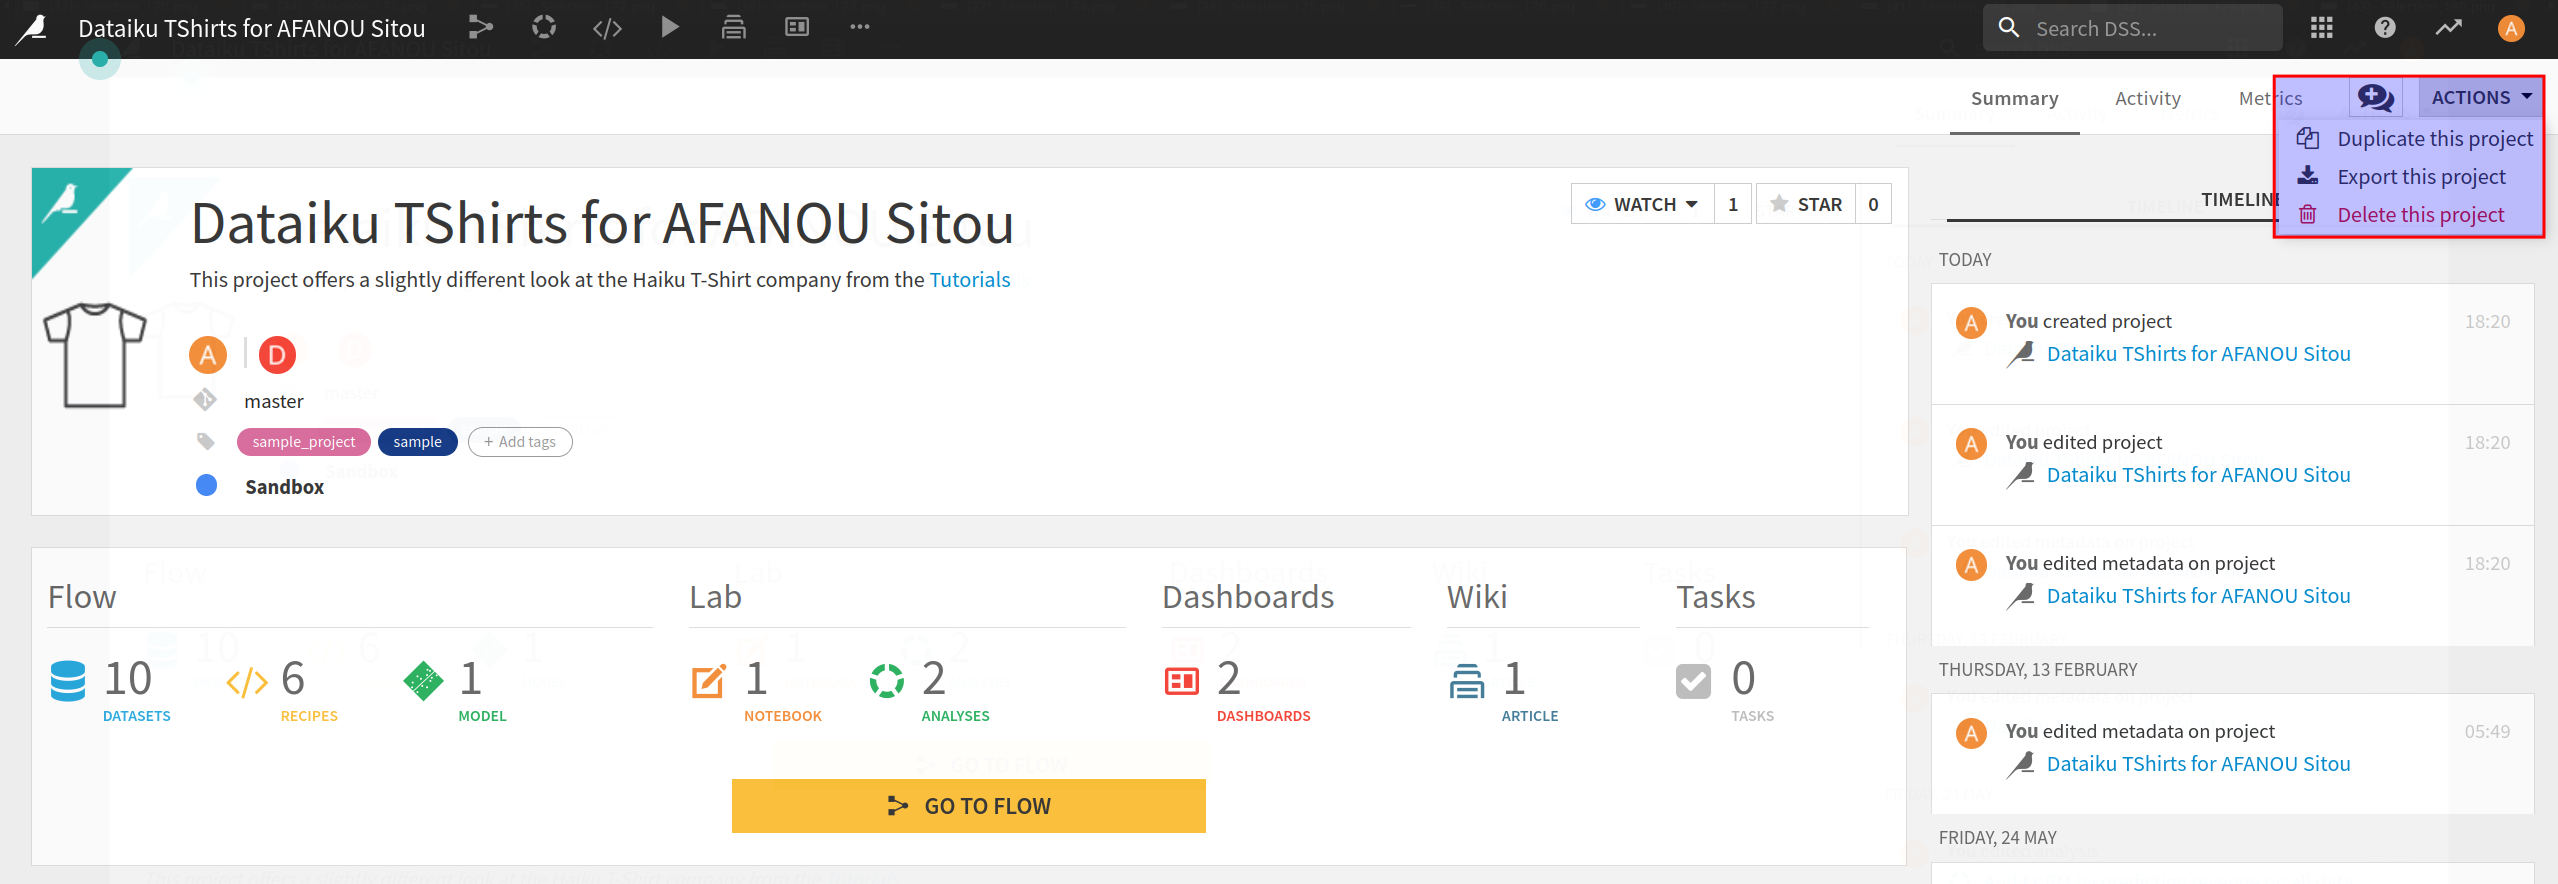 Dataiku TShirts for AFANOU Sitou
Search DSS...
A
Summary Activity Metrics
ACTIONS
Duplicate this project
Export this project
Delete this project
Dataiku TShirts for AFANOU Sitou
WATCH 1 STAR 0
This project offers a slightly different look at the Haiku T-Shirt company from the Tutorials
A D
master
sample_project sample + Add tags
Sandbox
Flow
10 DATASETS
6 RECIPES
1 MODEL
Lab
1 NOTEBOOK
2 ANALYSES
Dashboards
2 DASHBOARDS
Wiki
1 ARTICLE
Tasks
0 TASKS
GO TO FLOW
TIMELINE
TODAY
A You created project 18:20
Dataiku TShirts for AFANOU Sitou
A You edited project 18:20
Dataiku TShirts for AFANOU Sitou
A You edited metadata on project 18:20
Dataiku TShirts for AFANOU Sitou
THURSDAY, 13 FEBRUARY
A You edited metadata on project 05:49
Dataiku TShirts for AFANOU Sitou
FRIDAY, 24 MAY